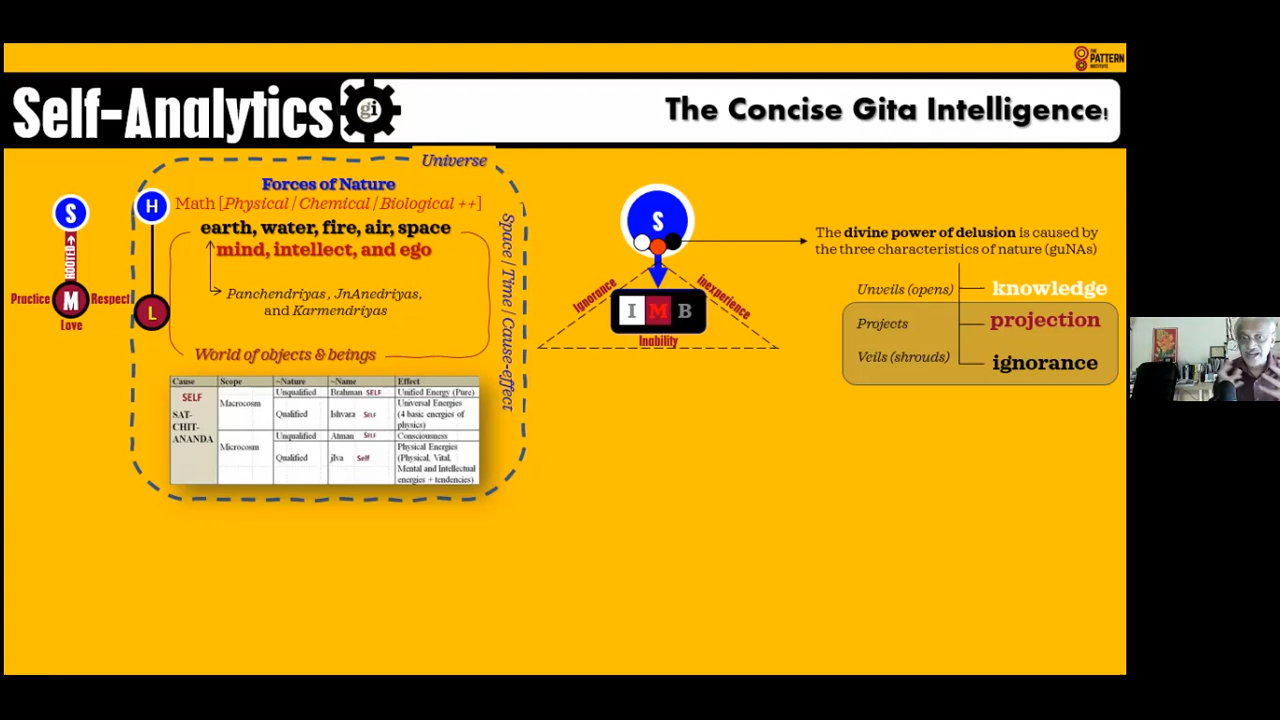 THE
PATTERN
INSTITUTE
Self-Analytics
gi
The Concise Gita Intelligence!
Universe
Forces of Nature
Math [Physical / Chemical / Biological ++]
earth, water, fire, air, space
mind, intellect, and ego
Panchendriyas, JnAnedriyas,
and Karmendriyas
World of objects & beings
Space / Time / Cause-effect
S
ROOTED
Practice
M
Respect
Love
H
L
Cause Scope ~Nature ~Name Effect
SELF
SAT-
CHIT-
ANANDA
Macrocosm
Unqualified Brahman SELF Unified Energy (Pure)
Qualified Ishvara Self Universal Energies
(4 basic energies of
physics)
Microcosm
Unqualified Atman Self Consciousness
Qualified jIva Self Physical Energies
(Physical, Vital,
Mental and Intellectual
energies + tendencies)
S
Ignorance
inexperience
I M B
Inability
The divine power of delusion is caused by
the three characteristics of nature (guNAs)
Unveils (opens) knowledge
Projects projection
Veils (shrouds) ignorance